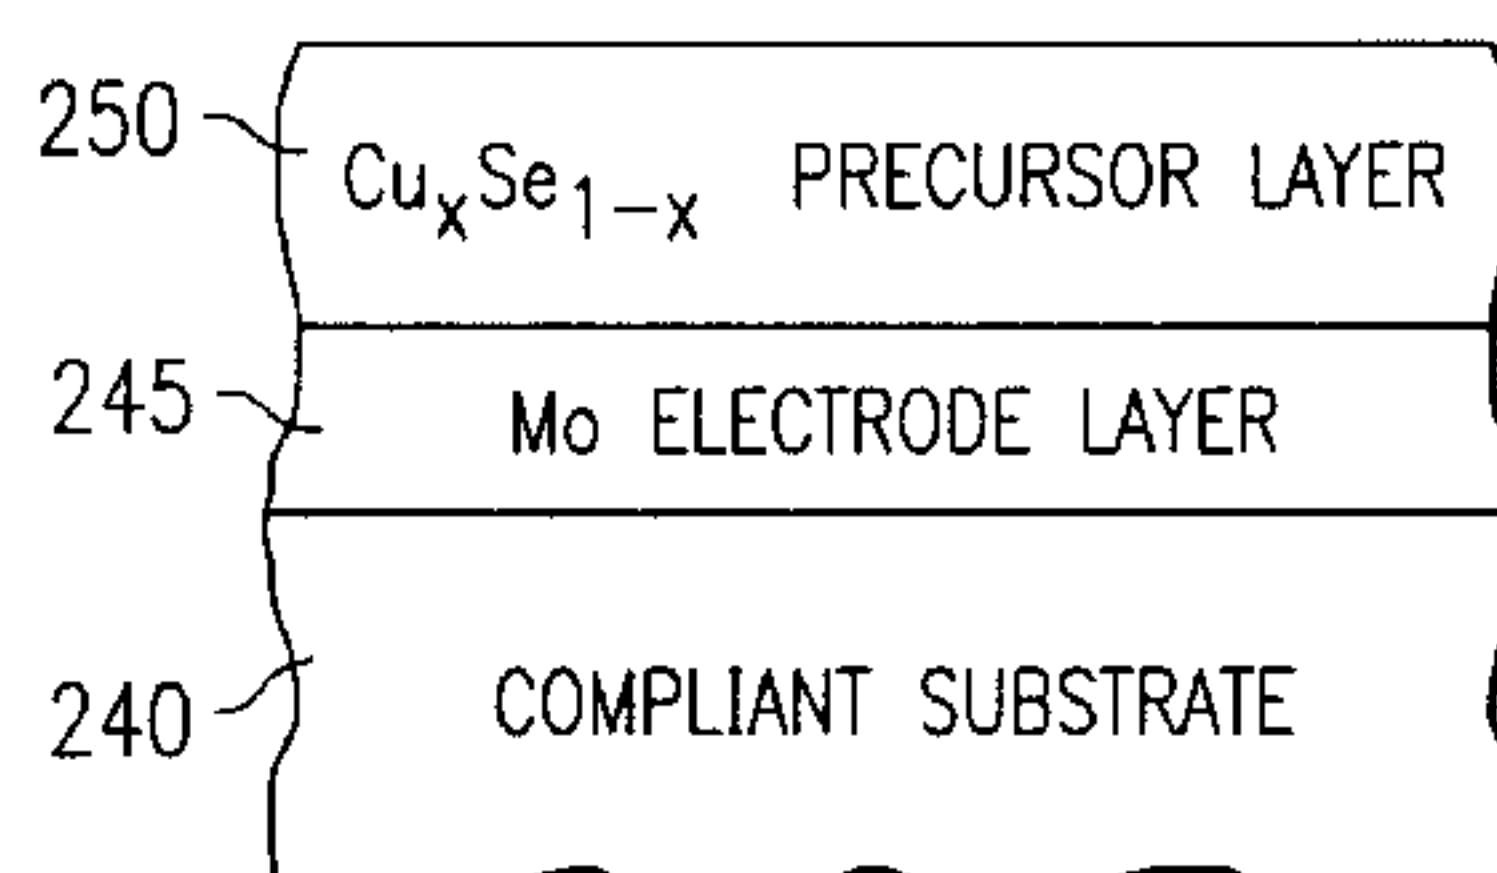 250 CuₓSe₁₋ₓ PRECURSOR LAYER
245 Mo ELECTRODE LAYER
240 COMPLIANT SUBSTRATE